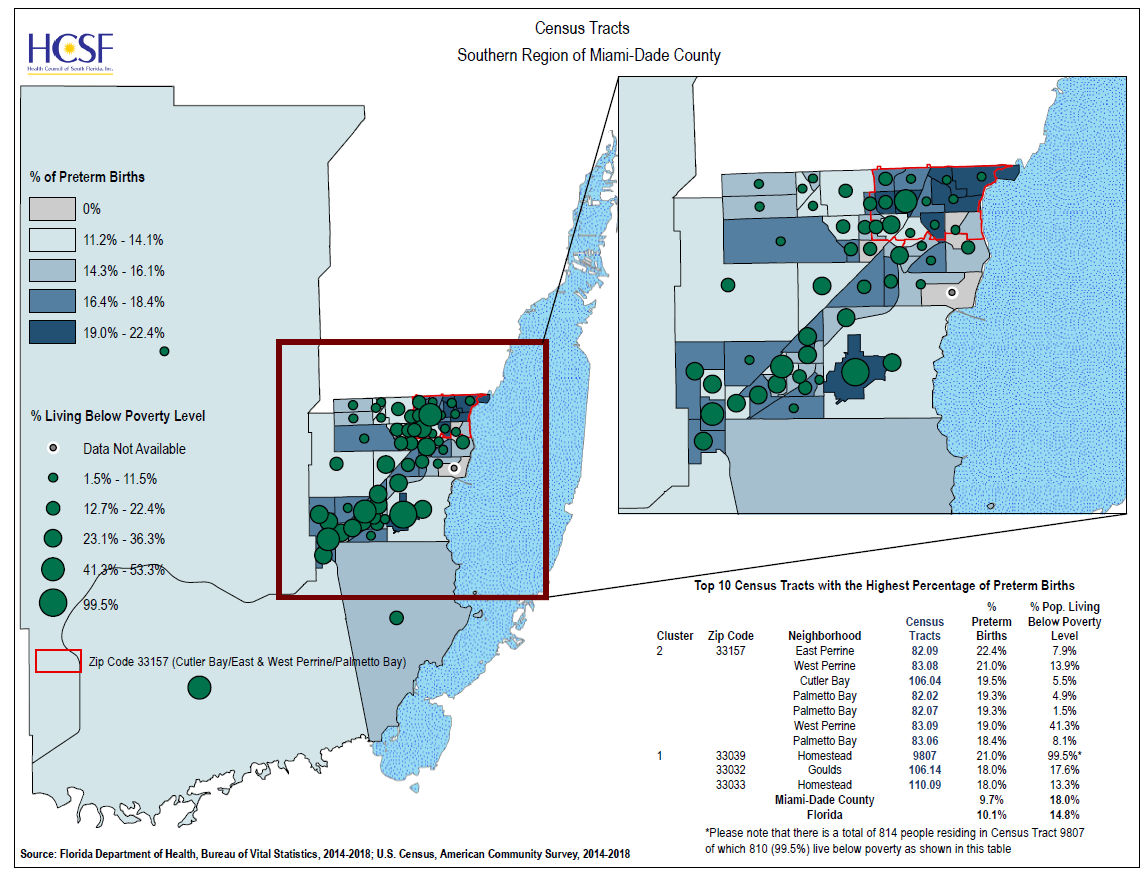 HCSF
Health Council of South Florida, Inc.
Census Tracts
Southern Region of Miami-Dade County
% of Preterm Births
0%
11.2% - 14.1%
14.3% - 16.1%
16.4% - 18.4%
19.0% - 22.4%
% Living Below Poverty Level
Data Not Available
1.5% - 11.5%
12.7% - 22.4%
23.1% - 36.3%
41.3% - 53.3%
99.5%
Zip Code 33157 (Cutler Bay/East & West Perrine/Palmetto Bay)
Top 10 Census Tracts with the Highest Percentage of Preterm Births
Cluster Zip Code Neighborhood Census Tracts % Preterm Births % Pop. Living Below Poverty Level
2 33157 East Perrine 82.09 22.4% 7.9%
West Perrine 83.08 21.0% 13.9%
Cutler Bay 106.04 19.5% 5.5%
Palmetto Bay 82.02 19.3% 4.9%
Palmetto Bay 82.07 19.3% 1.5%
West Perrine 83.09 19.0% 41.3%
Palmetto Bay 83.06 18.4% 8.1%
1 33039 Homestead 9807 21.0% 99.5%*
33032 Goulds 106.14 18.0% 17.6%
33033 Homestead 110.09 18.0% 13.3%
Miami-Dade County 9.7% 18.0%
Florida 10.1% 14.8%
*Please note that there is a total of 814 people residing in Census Tract 9807
of which 810 (99.5%) live below poverty as shown in this table
Source: Florida Department of Health, Bureau of Vital Statistics, 2014-2018; U.S. Census, American Community Survey, 2014-2018